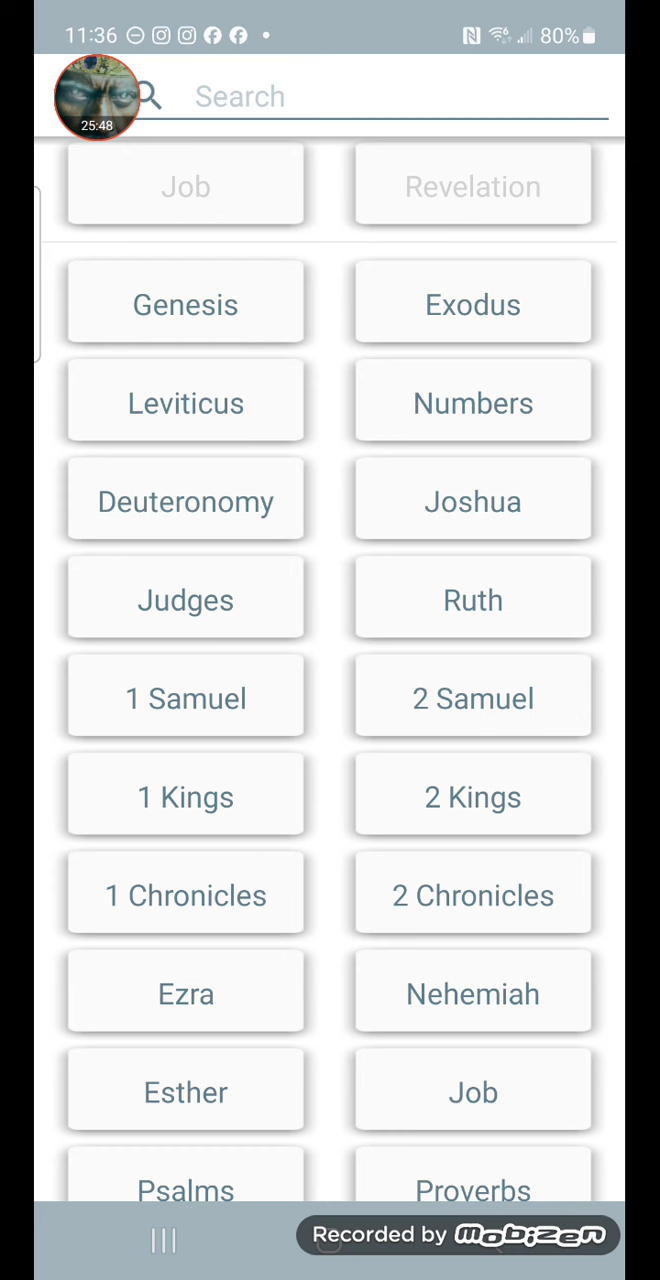 11:36 80%
Search
25:48
Job Revelation
Genesis Exodus
Leviticus Numbers
Deuteronomy Joshua
Judges Ruth
1 Samuel 2 Samuel
1 Kings 2 Kings
1 Chronicles 2 Chronicles
Ezra Nehemiah
Esther Job
Psalms Proverbs
Recorded by mobizen